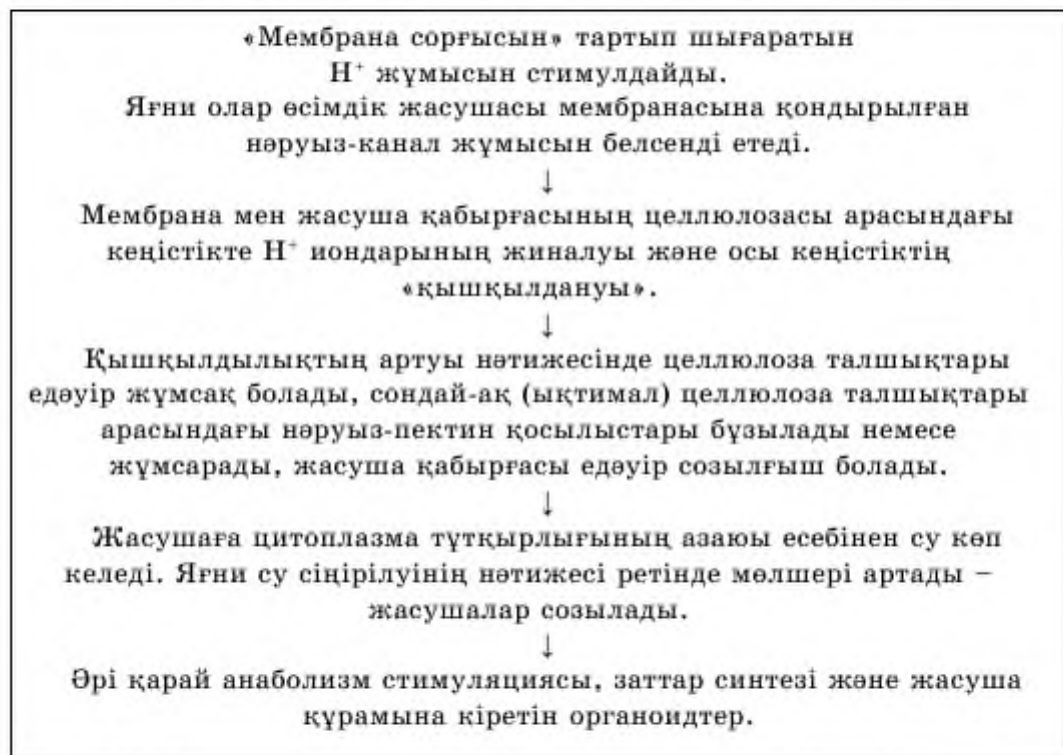 «Мембрана сорғысын» тартып шығаратын
H⁺ жұмысын стимулдайды.
Яғни олар өсімдік жасушасы мембранасына қондырылған
нәруыз-канал жұмысын белсенді етеді.
↓
Мембрана мен жасуша қабырғасының целлюлозасы арасындағы
кеңістікте H⁺ иондарының жиналуы және осы кеңістіктің
«қышқылдануы».
↓
Қышқылдылықтың артуы нәтижесінде целлюлоза талшықтары
едәуір жұмсақ болады, сондай-ақ (ықтимал) целлюлоза талшықтары
арасындағы нәруыз-пектин қосылыстары бұзылады немесе
жұмсарады, жасуша қабырғасы едәуір созылғыш болады.
↓
Жасушаға цитоплазма тұтқырлығының азаюы есебінен су көп
келеді. Яғни су сіңірілуінің нәтижесі ретінде мөлшері артады –
жасушалар созылады.
↓
Әрі қарай анаболизм стимуляциясы, заттар синтезі және жасуша
құрамына кіретін органоидтер.